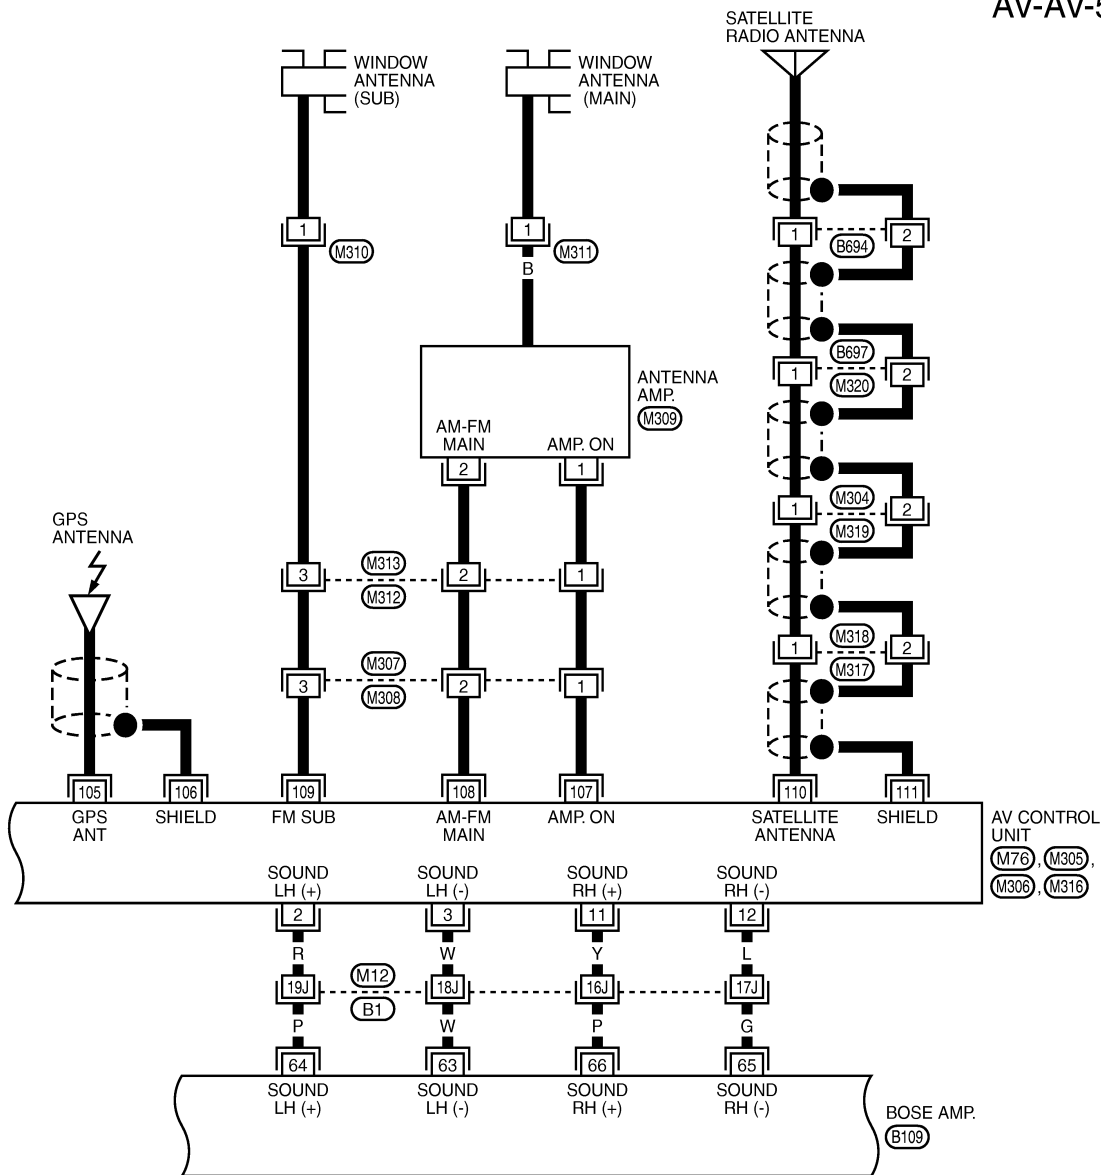 AV-AV-5
SATELLITE
RADIO ANTENNA
WINDOW
ANTENNA
(SUB)
WINDOW
ANTENNA
(MAIN)
1
M310
1
M311
B
1
2
B694
B697
1
2
M320
ANTENNA
AMP.
M309
AM-FM
MAIN
AMP. ON
2
1
M304
1
2
M319
GPS
ANTENNA
M313
3
2
1
M312
M318
1
2
M317
M307
3
2
1
M308
105
106
109
108
107
110
111
GPS
ANT
SHIELD
FM SUB
AM-FM
MAIN
AMP. ON
SATELLITE
ANTENNA
SHIELD
AV CONTROL
UNIT
M76 , M305 ,
M306 , M316
SOUND
LH (+)
SOUND
LH (-)
SOUND
RH (+)
SOUND
RH (-)
2
3
11
12
R
W
Y
L
M12
19J
18J
16J
17J
B1
P
W
P
G
64
63
66
65
SOUND
LH (+)
SOUND
LH (-)
SOUND
RH (+)
SOUND
RH (-)
BOSE AMP.
B109